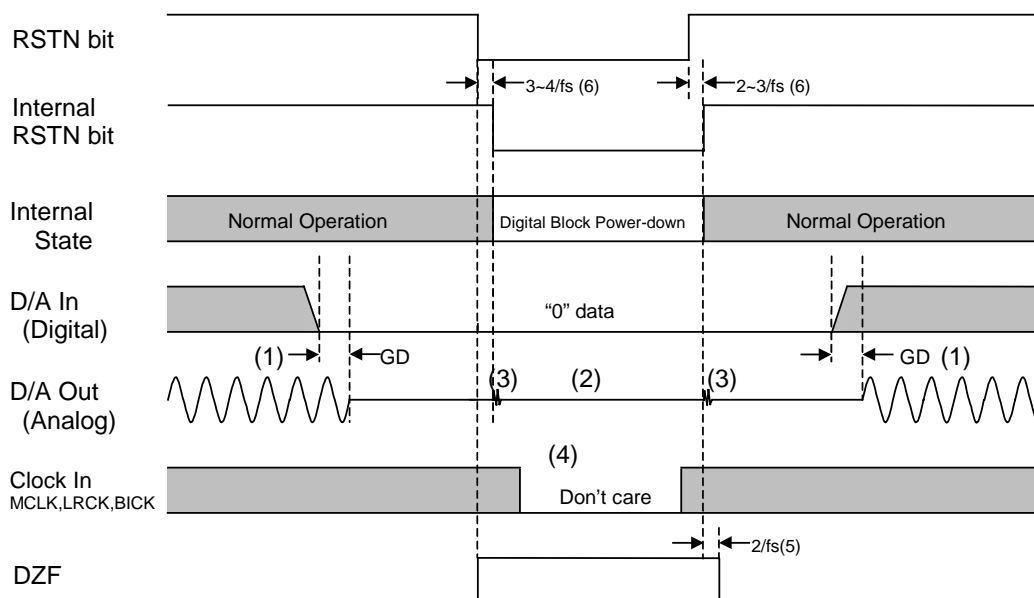 RSTN bit
3~4/fs (6)
2~3/fs (6)
Internal
RSTN bit
Internal
State
Normal Operation
Digital Block Power-down
Normal Operation
D/A In
(Digital)
“0” data
(1)
GD
GD
(1)
D/A Out
(Analog)
(3)
(2)
(3)
(4)
Clock In
MCLK,LRCK,BICK
Don’t care
2/fs(5)
DZF